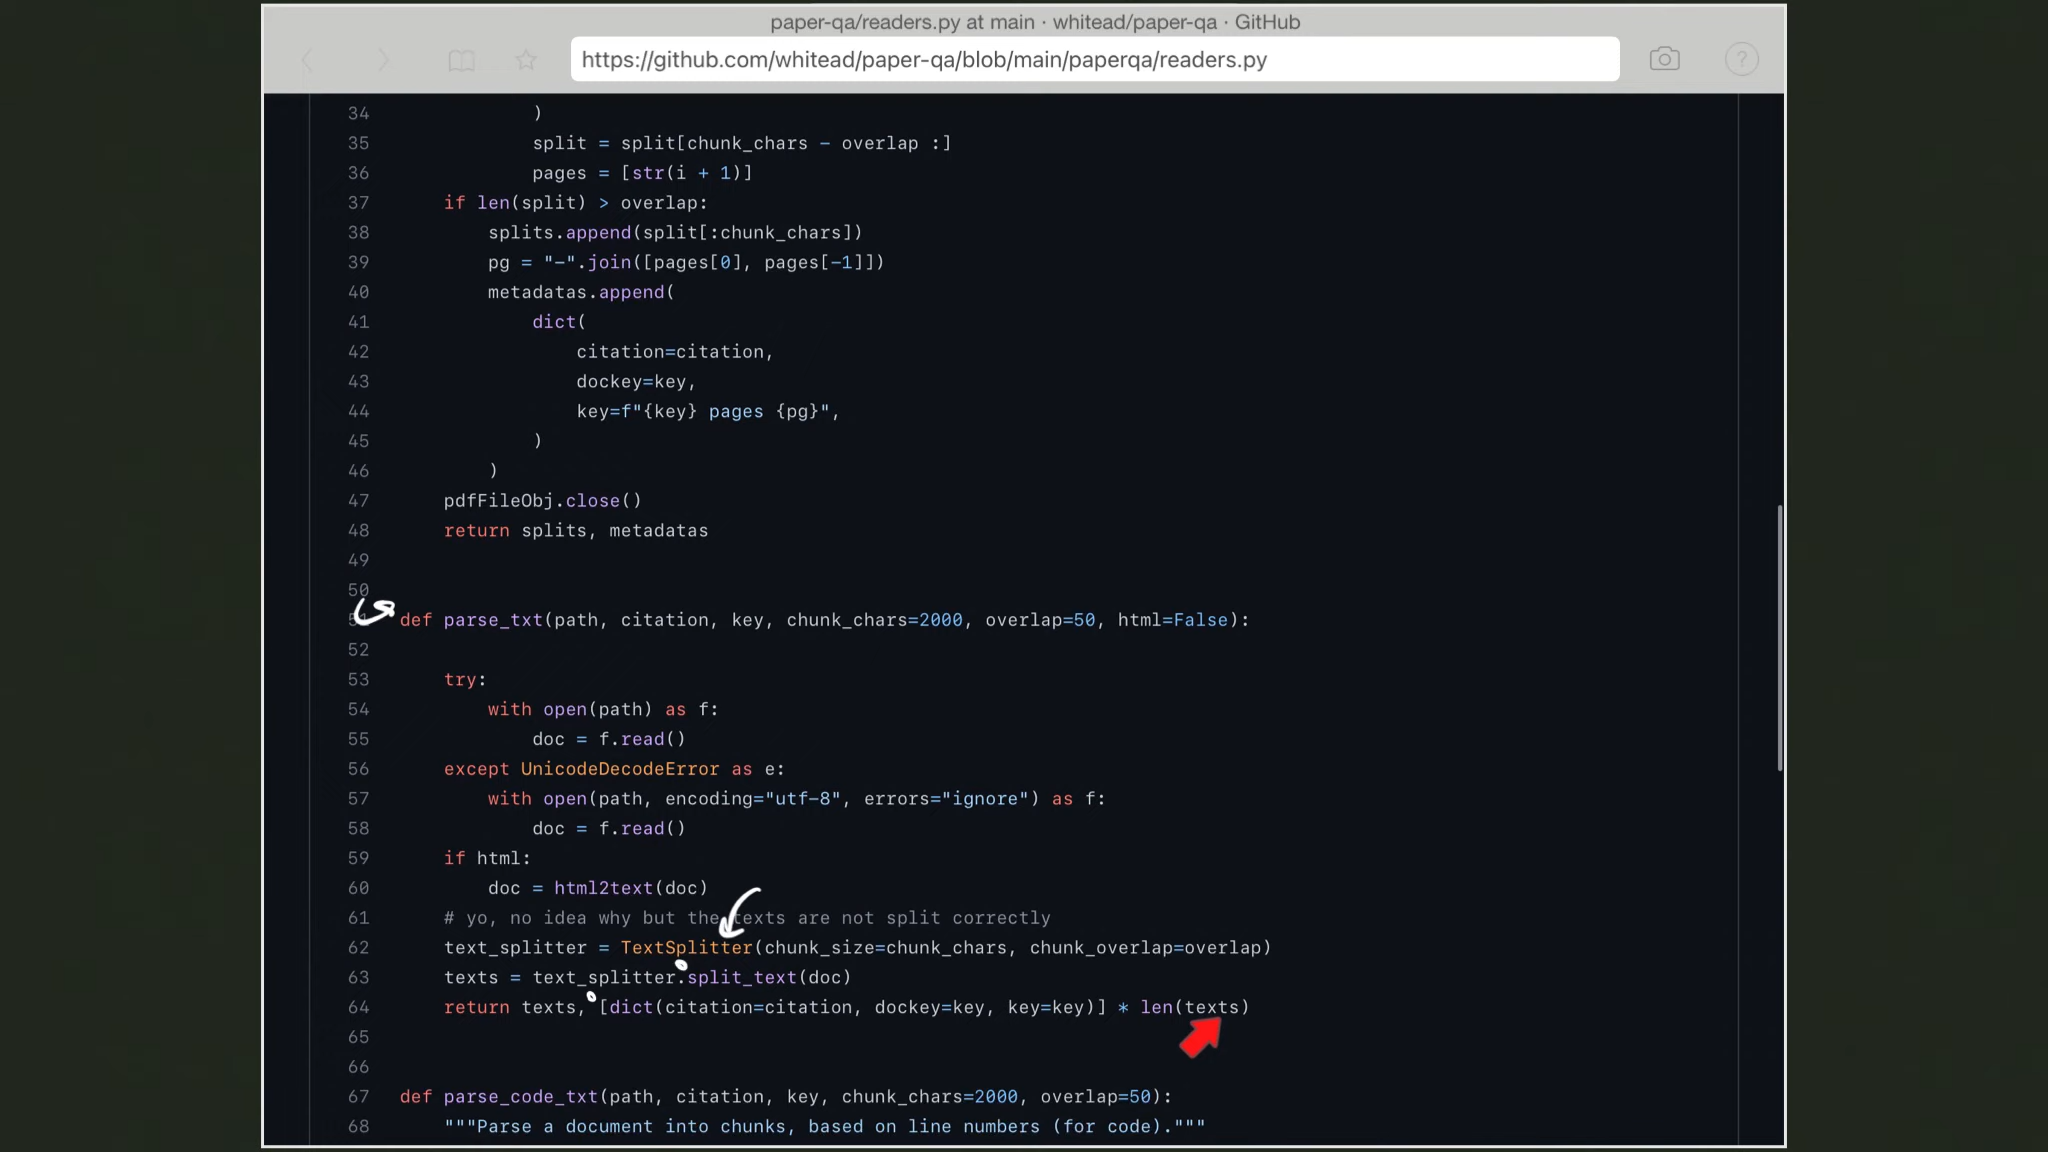 paper-qa/readers.py at main · whitead/paper-qa · GitHub
https://github.com/whitead/paper-qa/blob/main/paperqa/readers.py
34 )
35 split = split[chunk_chars - overlap :]
36 pages = [str(i + 1)]
37 if len(split) > overlap:
38 splits.append(split[:chunk_chars])
39 pg = "-".join([pages[0], pages[-1]])
40 metadatas.append(
41 dict(
42 citation=citation,
43 dockey=key,
44 key=f"{key} pages {pg}",
45 )
46 )
47 pdfFileObj.close()
48 return splits, metadatas
49
50
51 def parse_txt(path, citation, key, chunk_chars=2000, overlap=50, html=False):
52
53 try:
54 with open(path) as f:
55 doc = f.read()
56 except UnicodeDecodeError as e:
57 with open(path, encoding="utf-8", errors="ignore") as f:
58 doc = f.read()
59 if html:
60 doc = html2text(doc)
61 # yo, no idea why but the texts are not split correctly
62 text_splitter = TextSplitter(chunk_size=chunk_chars, chunk_overlap=overlap)
63 texts = text_splitter.split_text(doc)
64 return texts, [dict(citation=citation, dockey=key, key=key)] * len(texts)
65
66
67 def parse_code_txt(path, citation, key, chunk_chars=2000, overlap=50):
68 """Parse a document into chunks, based on line numbers (for code)."""